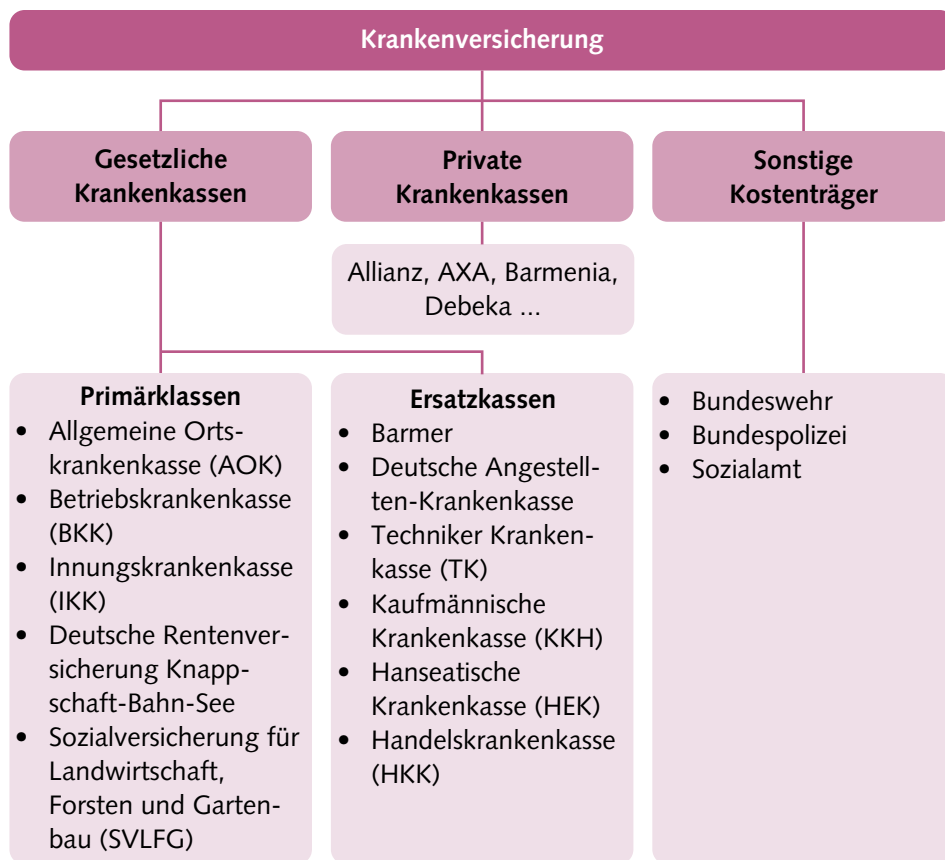 Krankenversicherung
Gesetzliche
Krankenkassen
Private
Krankenkassen
Sonstige
Kostenträger
Allianz, AXA, Barmenia,
Debeka ...
Primärklassen
• Allgemeine Orts-
krankenkasse (AOK)
• Betriebskrankenkasse
(BKK)
• Innungskrankenkasse
(IKK)
• Deutsche Rentenver-
sicherung Knapp-
schaft-Bahn-See
• Sozialversicherung für
Landwirtschaft,
Forsten und Garten-
bau (SVLFG)
Ersatzkassen
• Barmer
• Deutsche Angestell-
ten-Krankenkasse
• Techniker Kranken-
kasse (TK)
• Kaufmännische
Krankenkasse (KKH)
• Hanseatische
Krankenkasse (HEK)
• Handelskrankenkasse
(HKK)
• Bundeswehr
• Bundespolizei
• Sozialamt